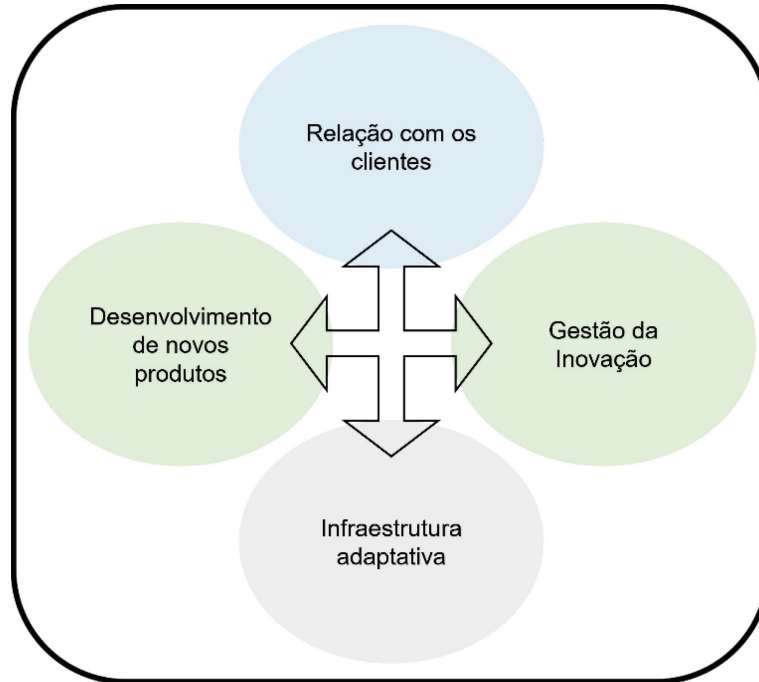 Relação com os
clientes
Desenvolvimento
de novos
produtos
Gestão da
Inovação
Infraestrutura
adaptativa